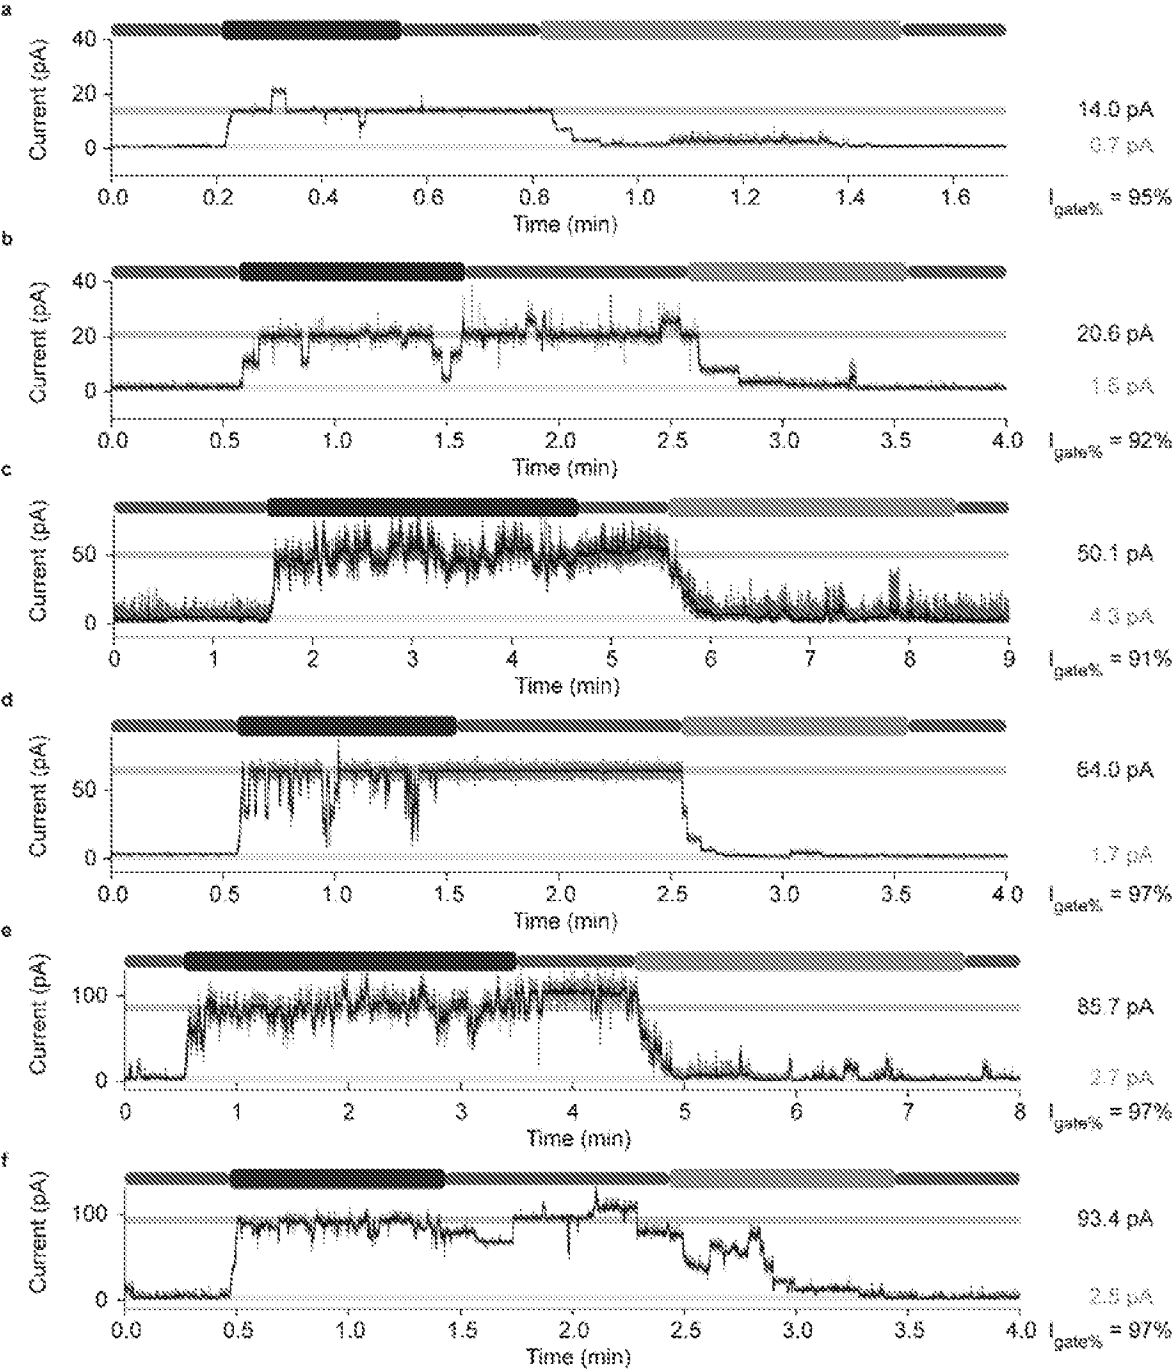 a
Current (pA)
40
20
0
14.0 pA
0.7 pA
0.0 0.2 0.4 0.6 0.8 1.0 1.2 1.4 1.6
Igate% = 95%
Time (min)
b
Current (pA)
40
20
0
20.6 pA
1.5 pA
0.0 0.5 1.0 1.5 2.0 2.5 3.0 3.5 4.0
Igate% = 92%
Time (min)
c
Current (pA)
50
0
50.1 pA
4.3 pA
0 1 2 3 4 5 6 7 8 9
Igate% = 91%
Time (min)
d
Current (pA)
50
0
64.0 pA
1.7 pA
0.0 0.5 1.0 1.5 2.0 2.5 3.0 3.5 4.0
Igate% = 97%
Time (min)
e
Current (pA)
100
0
85.7 pA
2.7 pA
0 1 2 3 4 5 6 7 8
Igate% = 97%
Time (min)
f
Current (pA)
100
0
93.4 pA
2.5 pA
0.0 0.5 1.0 1.5 2.0 2.5 3.0 3.5 4.0
Igate% = 97%
Time (min)